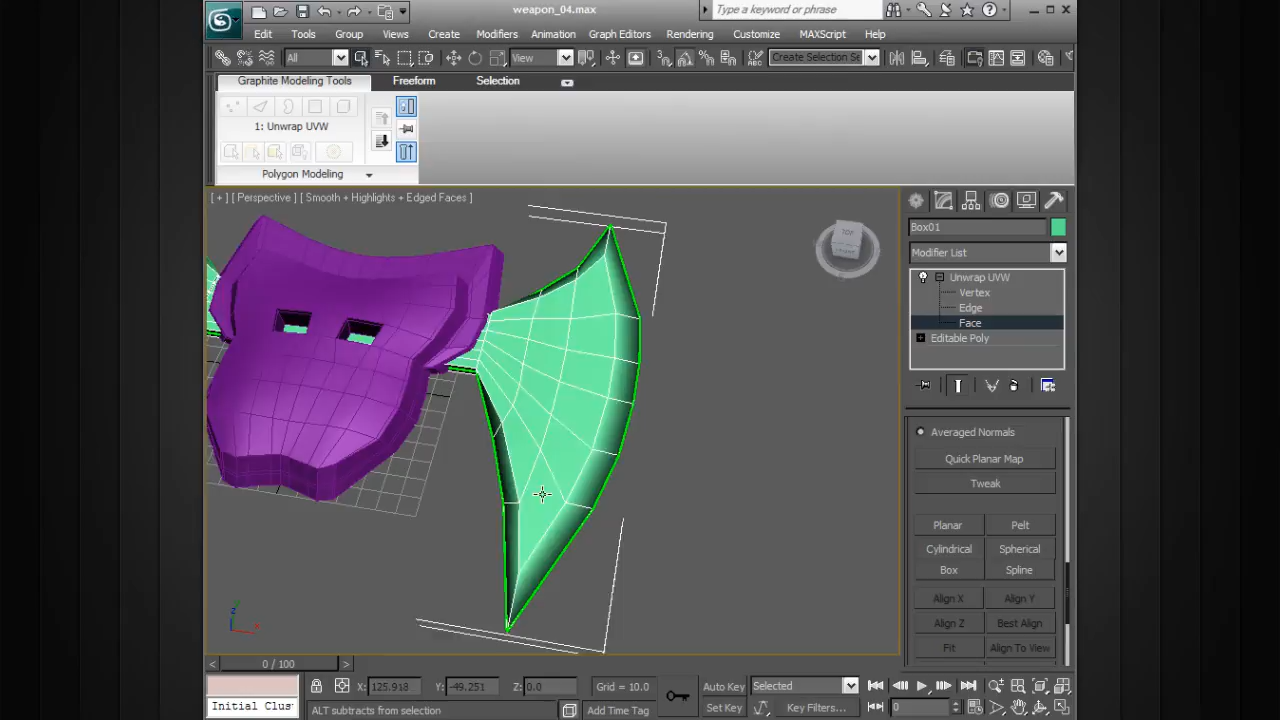 weapon_04.max
Type a keyword or phrase
Edit Tools Group Views Create Modifiers Animation Graph Editors Rendering Customize MAXScript Help
All
View
Create Selection Se
Graphite Modeling Tools Freeform Selection
1: Unwrap UVW
Polygon Modeling
[ + ] [ Perspective ] [ Smooth + Highlights + Edged Faces ]
TOP
Box01
Modifier List
Unwrap UVW
Vertex
Edge
Face
Editable Poly
Averaged Normals
Quick Planar Map
Tweak
Planar Pelt
Cylindrical Spherical
Box Spline
Align X Align Y
Align Z Best Align
Fit Align To View
z
x
< 0 / 100 >
X: 125.918 Y: -49.251 Z: 0.0 Grid = 10.0 Auto Key Selected
Initial Clus ALT subtracts from selection Add Time Tag Set Key Key Filters... 0